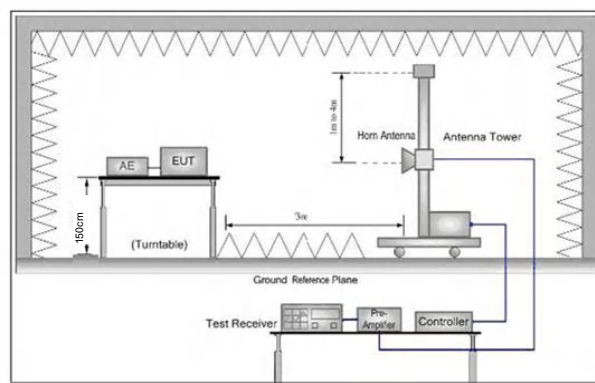 1m to 4m
Horn Antenna
Antenna Tower
AE
EUT
150cm
(Turntable)
3m
Ground Reference Plane
Test Receiver
Pre-
Amplifier
Controller